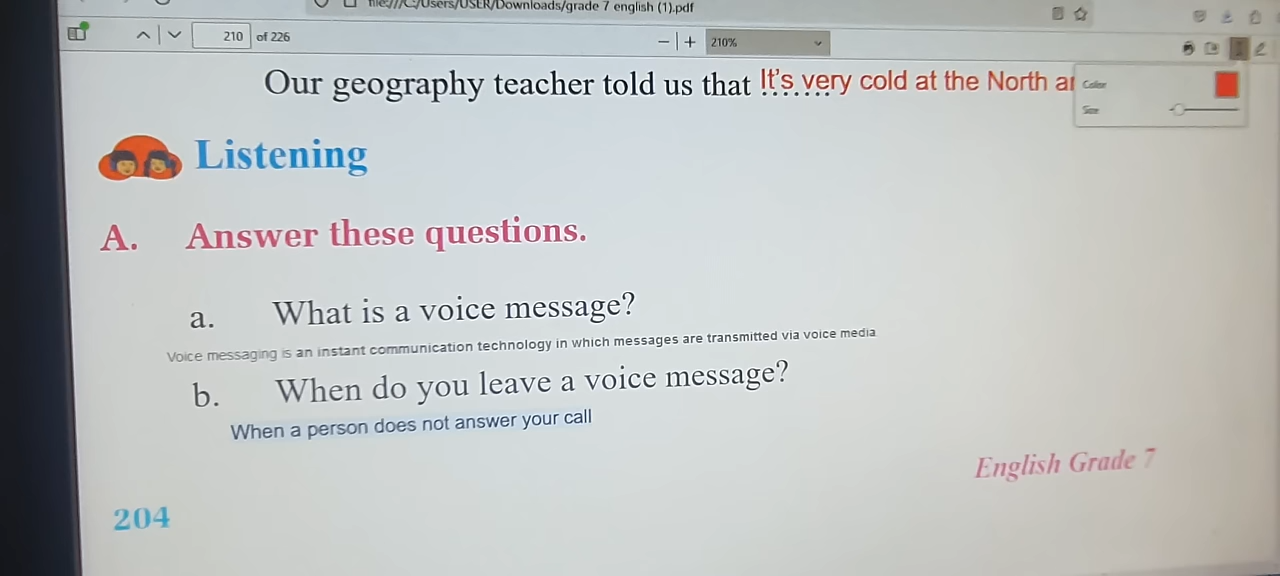 file:///C:/Users/USER/Downloads/grade 7 english (1).pdf
210 of 226
210%
Our geography teacher told us that It's very cold at the North
Color
Size
Listening
A. Answer these questions.
a. What is a voice message?
Voice messaging is an instant communication technology in which messages are transmitted via voice media
b. When do you leave a voice message?
When a person does not answer your call
English Grade 7
204